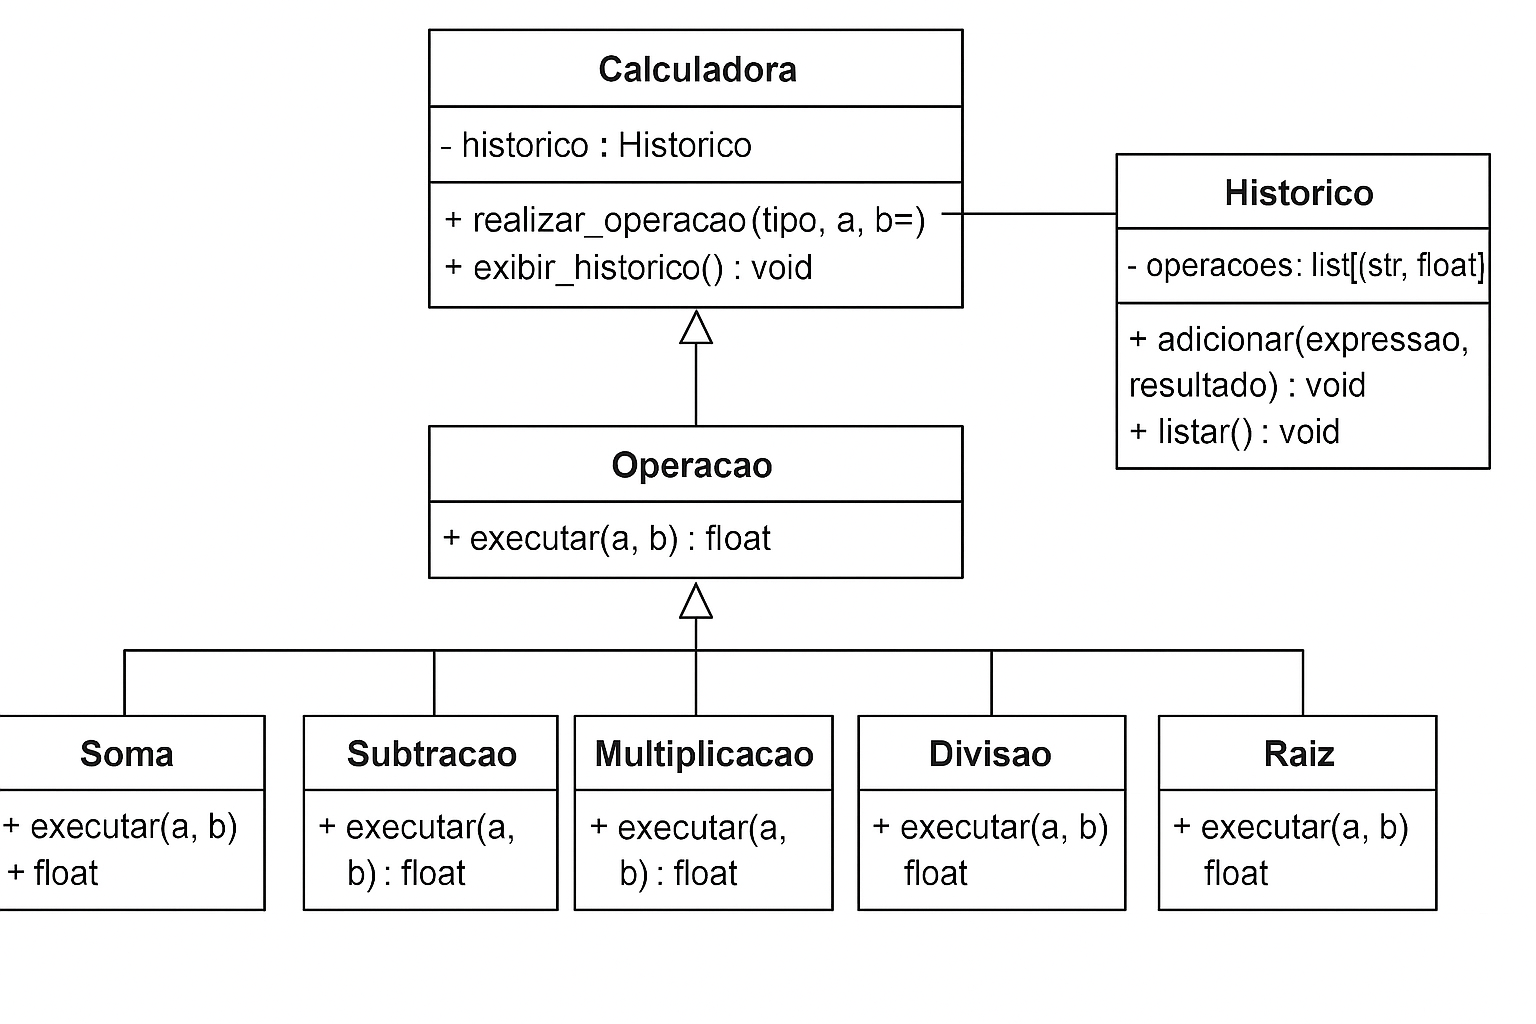 Calculadora
- historico : Historico
+ realizar_operacao(tipo, a, b=)
+ exibir_historico() : void
Historico
- operacoes: list[(str, float]
+ adicionar(expressao,
resultado) : void
+ listar() : void
Operacao
+ executar(a, b) : float
Soma
+ executar(a, b)
+ float
Subtracao
+ executar(a,
b) : float
Multiplicacao
+ executar(a,
b) : float
Divisao
+ executar(a, b)
float
Raiz
+ executar(a, b)
float